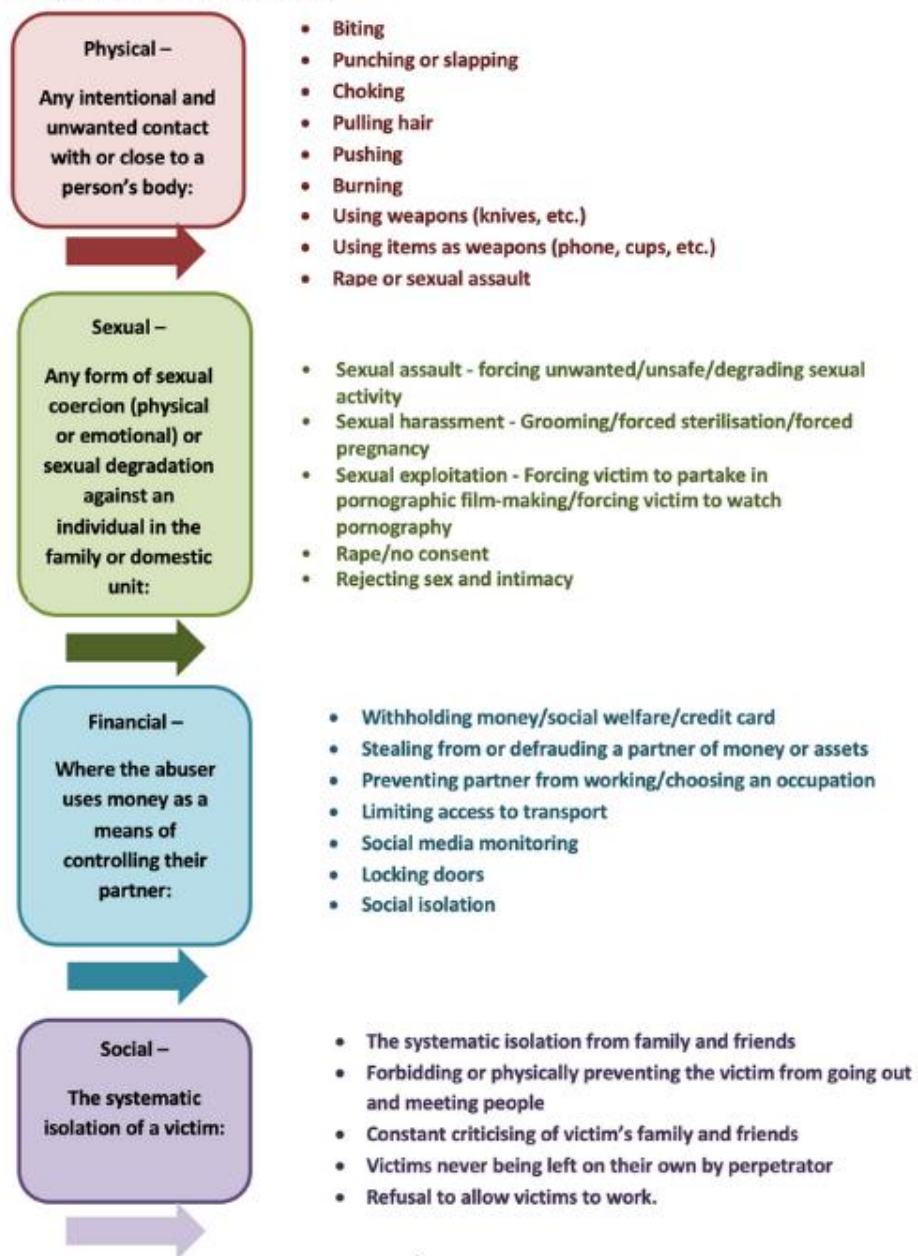 Physical –
Any intentional and
unwanted contact
with or close to a
person's body:
• Biting
• Punching or slapping
• Choking
• Pulling hair
• Pushing
• Burning
• Using weapons (knives, etc.)
• Using items as weapons (phone, cups, etc.)
• Rape or sexual assault
Sexual –
Any form of sexual
coercion (physical
or emotional) or
sexual degradation
against an
individual in the
family or domestic
unit:
• Sexual assault - forcing unwanted/unsafe/degrading sexual
activity
• Sexual harassment - Grooming/forced sterilisation/forced
pregnancy
• Sexual exploitation - Forcing victim to partake in
pornographic film-making/forcing victim to watch
pornography
• Rape/no consent
• Rejecting sex and intimacy
Financial –
Where the abuser
uses money as a
means of
controlling their
partner:
• Withholding money/social welfare/credit card
• Stealing from or defrauding a partner of money or assets
• Preventing partner from working/choosing an occupation
• Limiting access to transport
• Social media monitoring
• Locking doors
• Social isolation
Social –
The systematic
isolation of a victim:
• The systematic isolation from family and friends
• Forbidding or physically preventing the victim from going out
and meeting people
• Constant criticising of victim's family and friends
• Victims never being left on their own by perpetrator
• Refusal to allow victims to work.